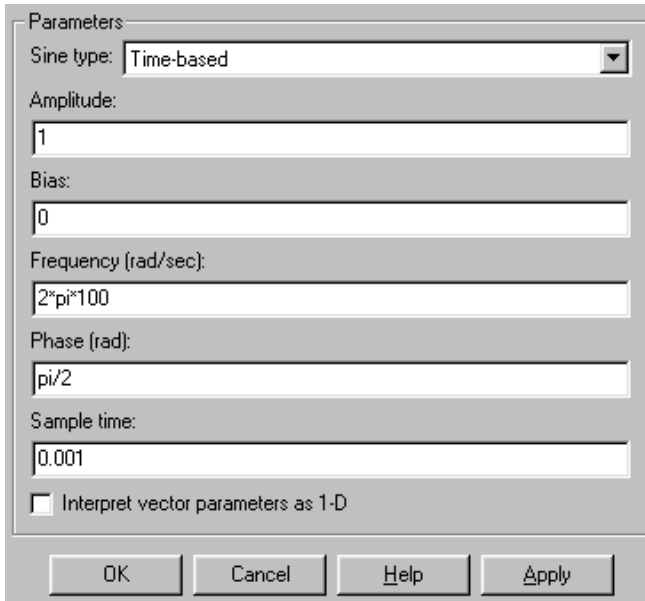 Parameters
Sine type: Time-based
Amplitude:
1
Bias:
0
Frequency (rad/sec):
2*pi*100
Phase (rad):
pi/2
Sample time:
0.001
Interpret vector parameters as 1-D
OK Cancel Help Apply